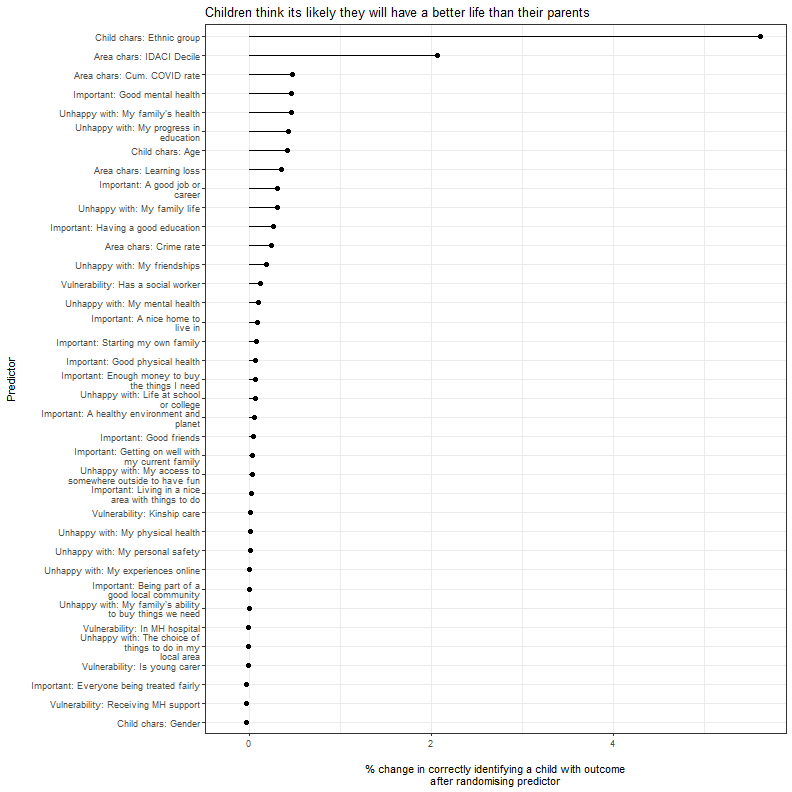 Children think its likely they will have a better life than their parents
Child chars: Ethnic group
Area chars: IDACI Decile
Area chars: Cum. COVID rate
Important: Good mental health
Unhappy with: My family's health
Unhappy with: My progress in
education
Child chars: Age
Area chars: Learning loss
Important: A good job or
career
Unhappy with: My family life
Important: Having a good education
Area chars: Crime rate
Unhappy with: My friendships
Vulnerability: Has a social worker
Unhappy with: My mental health
Important: A nice home to
live in
Important: Starting my own family
Important: Good physical health
Important: Enough money to buy
the things I need
Unhappy with: Life at school
or college
Important: A healthy environment and
planet
Important: Good friends
Important: Getting on well with
my current family
Unhappy with: My access to
somewhere outside to have fun
Important: Living in a nice
area with things to do
Vulnerability: Kinship care
Unhappy with: My physical health
Unhappy with: My personal safety
Unhappy with: My experiences online
Important: Being part of a
good local community
Unhappy with: My family's ability
to buy things we need
Vulnerability: In MH hospital
Unhappy with: The choice of
things to do in my
local area
Vulnerability: Is young carer
Important: Everyone being treated fairly
Vulnerability: Receiving MH support
Child chars: Gender
Predictor
0 2 4
% change in correctly identifying a child with outcome
after randomising predictor